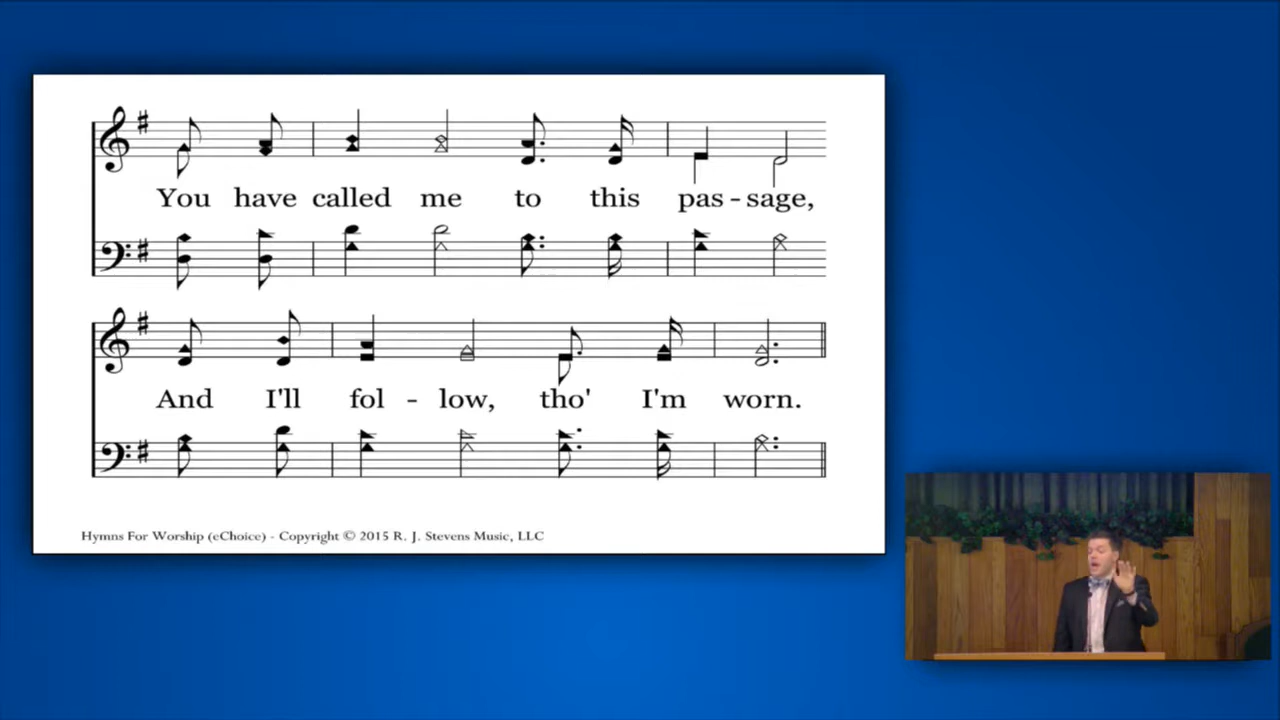 You have called me to this pas - sage,
And I'll fol - low, tho' I'm worn.
Hymns For Worship (eChoice) - Copyright © 2015 R. J. Stevens Music, LLC